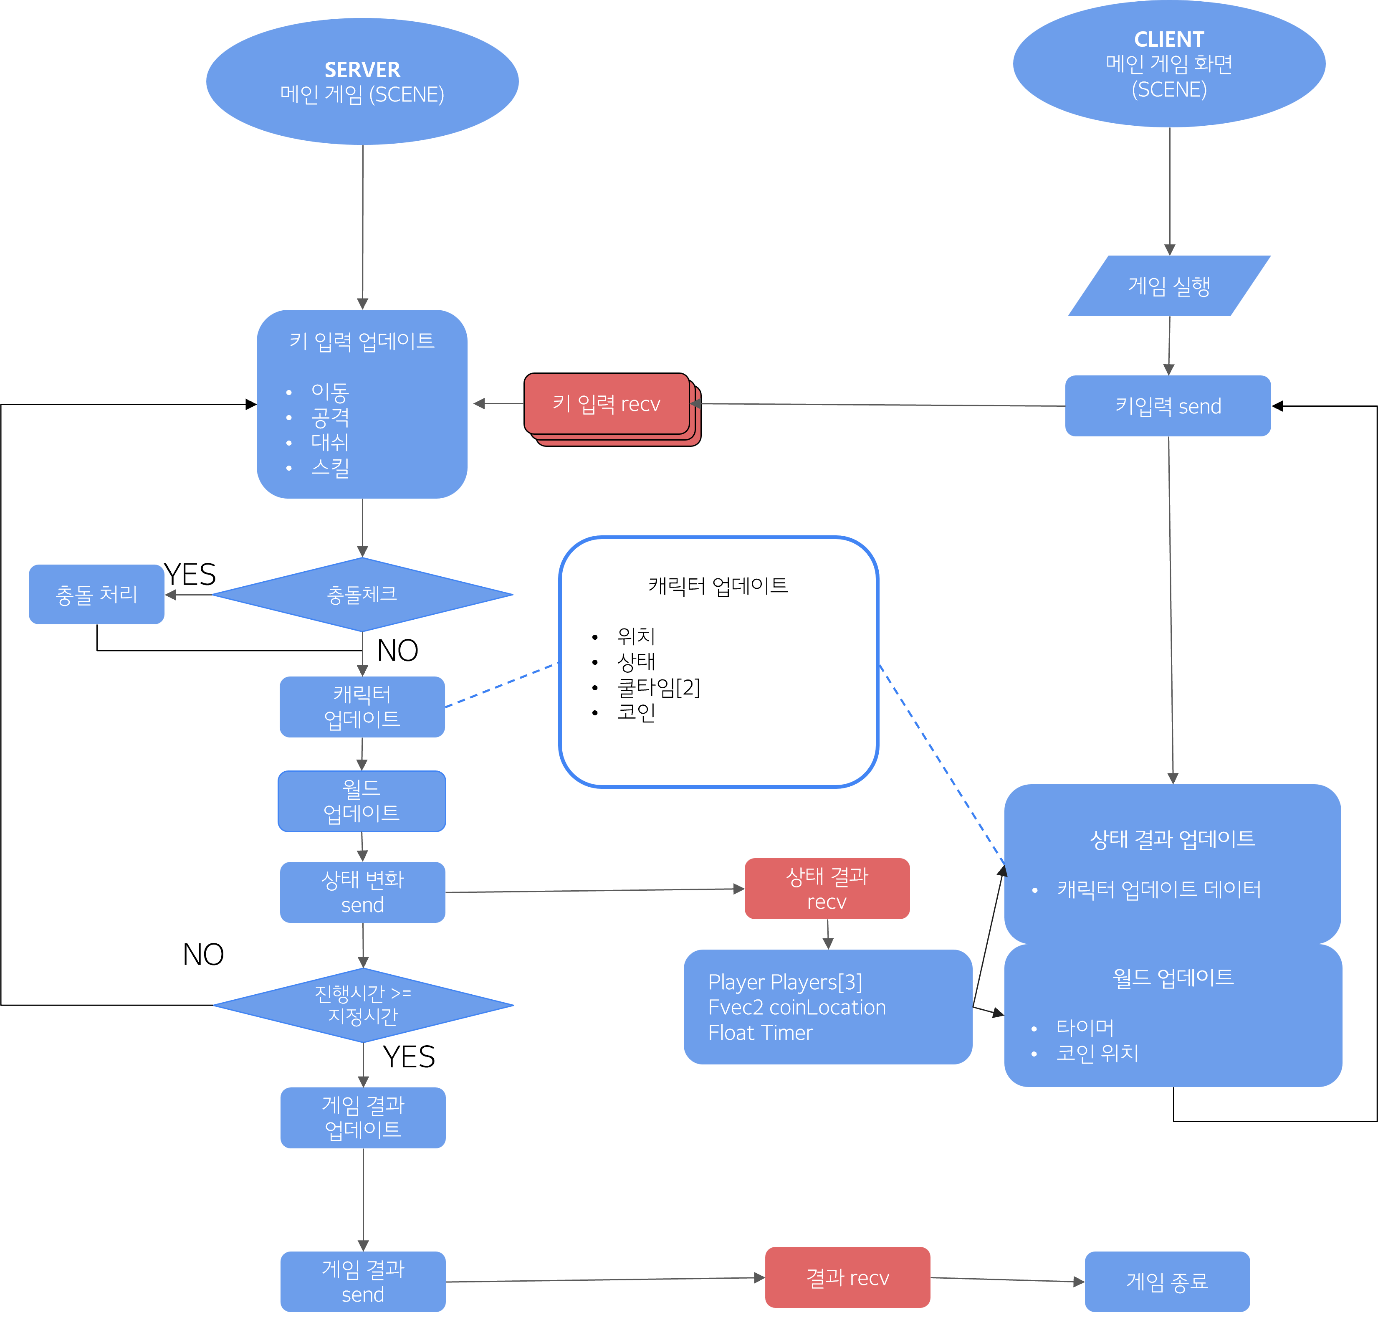 SERVER
메인 게임 (SCENE)
CLIENT
메인 게임 화면
(SCENE)
게임 실행
키 입력 업데이트
• 이동
• 공격
• 대쉬
• 스킬
키 입력 recv
키입력 send
YES
충돌 처리
충돌체크
NO
캐릭터 업데이트
• 위치
• 상태
• 쿨타임[2]
• 코인
캐릭터
업데이트
월드
업데이트
상태 변화
send
상태 결과
recv
상태 결과 업데이트
• 캐릭터 업데이트 데이터
Player Players[3]
Fvec2 coinLocation
Float Timer
월드 업데이트
• 타이머
• 코인 위치
NO
진행시간 >=
지정시간
YES
게임 결과
업데이트
게임 결과
send
결과 recv
게임 종료